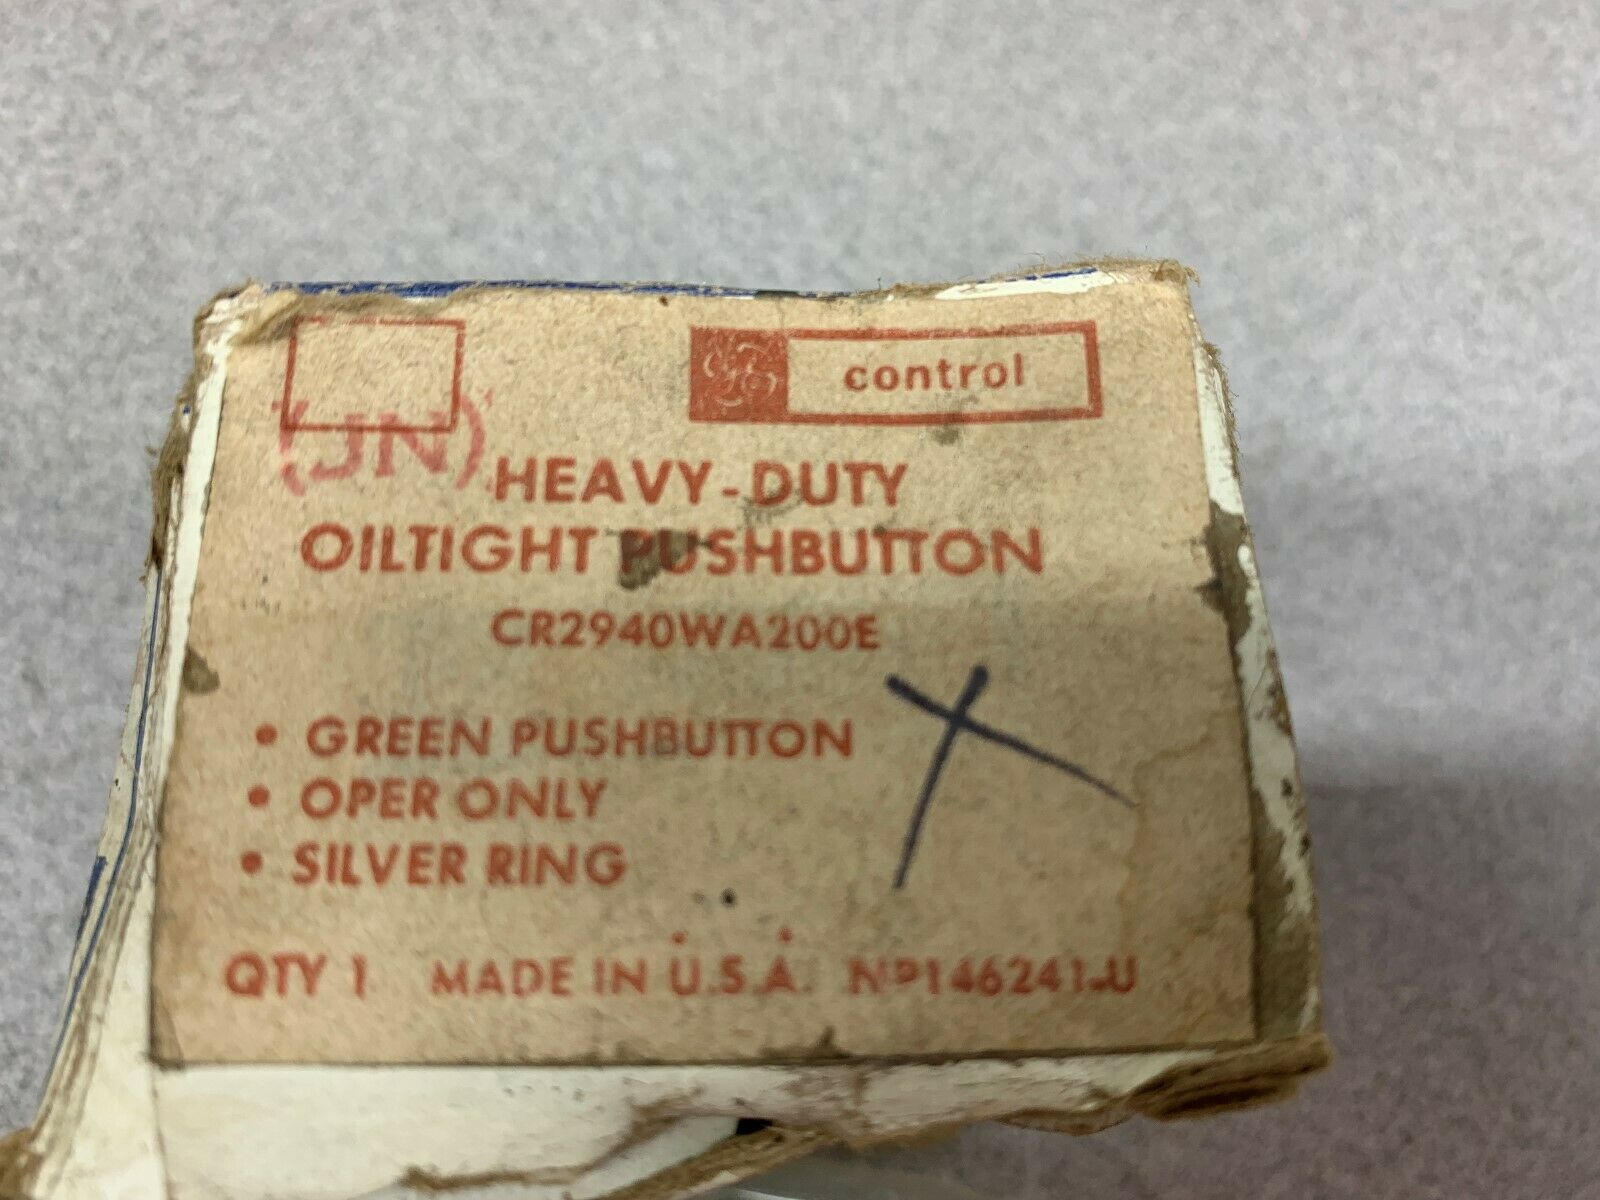 control
(JN)
HEAVY-DUTY
OILTIGHT PUSHBUTTON
CR2940WA200E
• GREEN PUSHBUTTON
• OPER ONLY
• SILVER RING
QTY 1 MADE IN U.S.A. NP146241-U